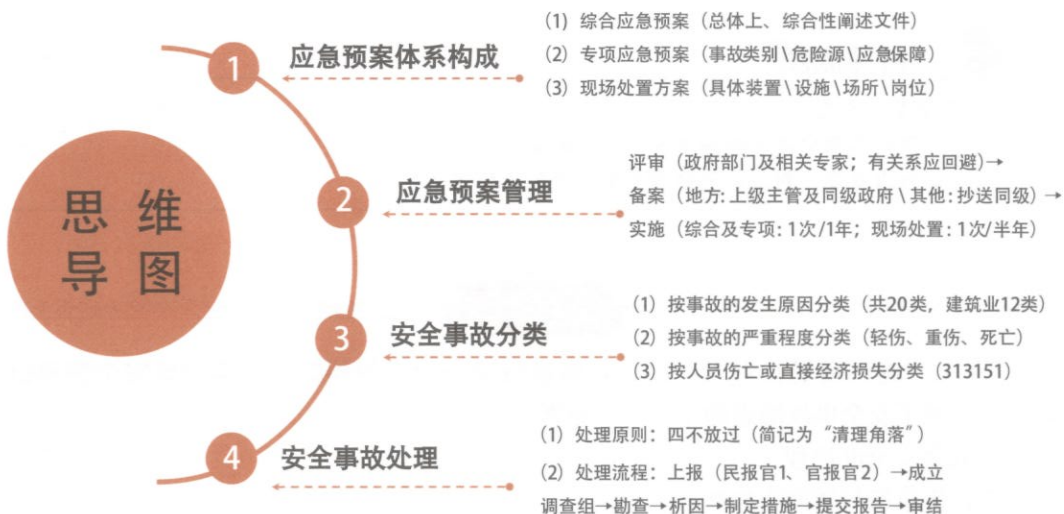 思 维
导 图
1
应急预案体系构成
(1) 综合应急预案（总体上、综合性阐述文件）
(2) 专项应急预案（事故类别\危险源\应急保障）
(3) 现场处置方案（具体装置\设施\场所\岗位）
2
应急预案管理
评审（政府部门及相关专家；有关系应回避）→
备案（地方：上级主管及同级政府\其他：抄送同级）→
实施（综合及专项：1次/1年；现场处置：1次/半年）
3
安全事故分类
(1) 按事故的发生原因分类（共20类，建筑业12类）
(2) 按事故的严重程度分类（轻伤、重伤、死亡）
(3) 按人员伤亡或直接经济损失分类（313151）
4
安全事故处理
(1) 处理原则：四不放过（简记为“清理角落”）
(2) 处理流程：上报（民报官1、官报官2）→成立
调查组→勘查→析因→制定措施→提交报告→审结